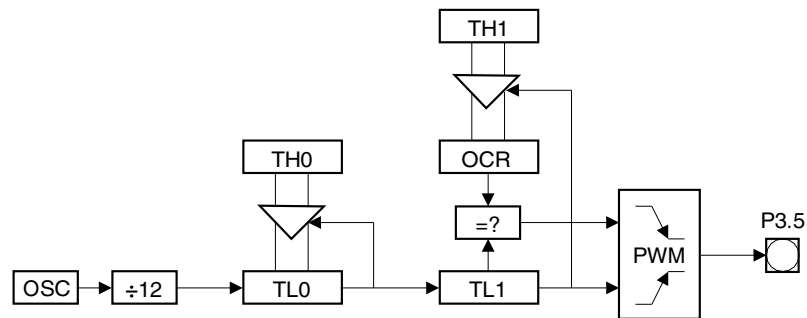 TH1
TH0
OCR
P3.5
=?
PWM
OSC
÷12
TL0
TL1